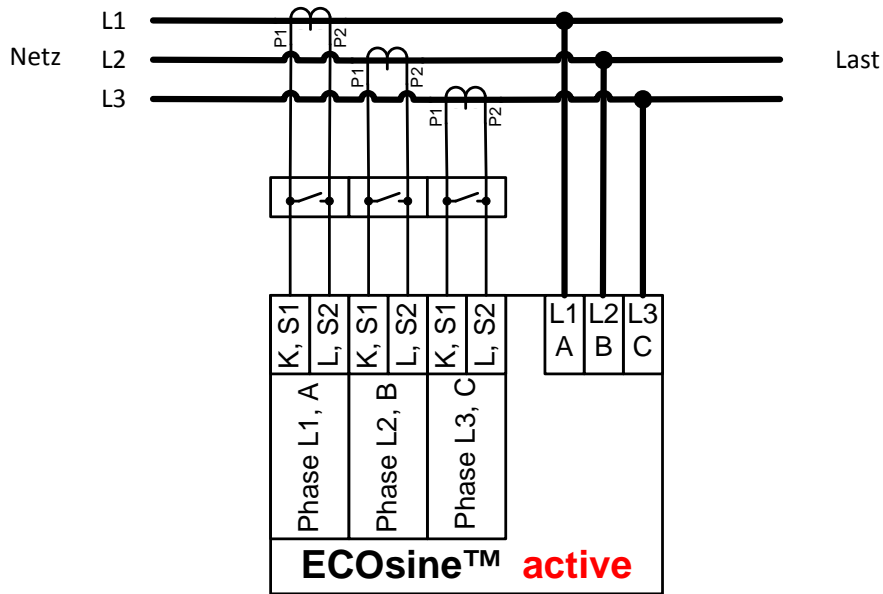 L1
Netz
L2
Last
L3
P1
P2
P1
P2
P1
P2
K, S1
L, S2
K, S1
L, S2
K, S1
L, S2
L1
A
L2
B
L3
C
Phase L1, A
Phase L2, B
Phase L3, C
ECOsine™ active